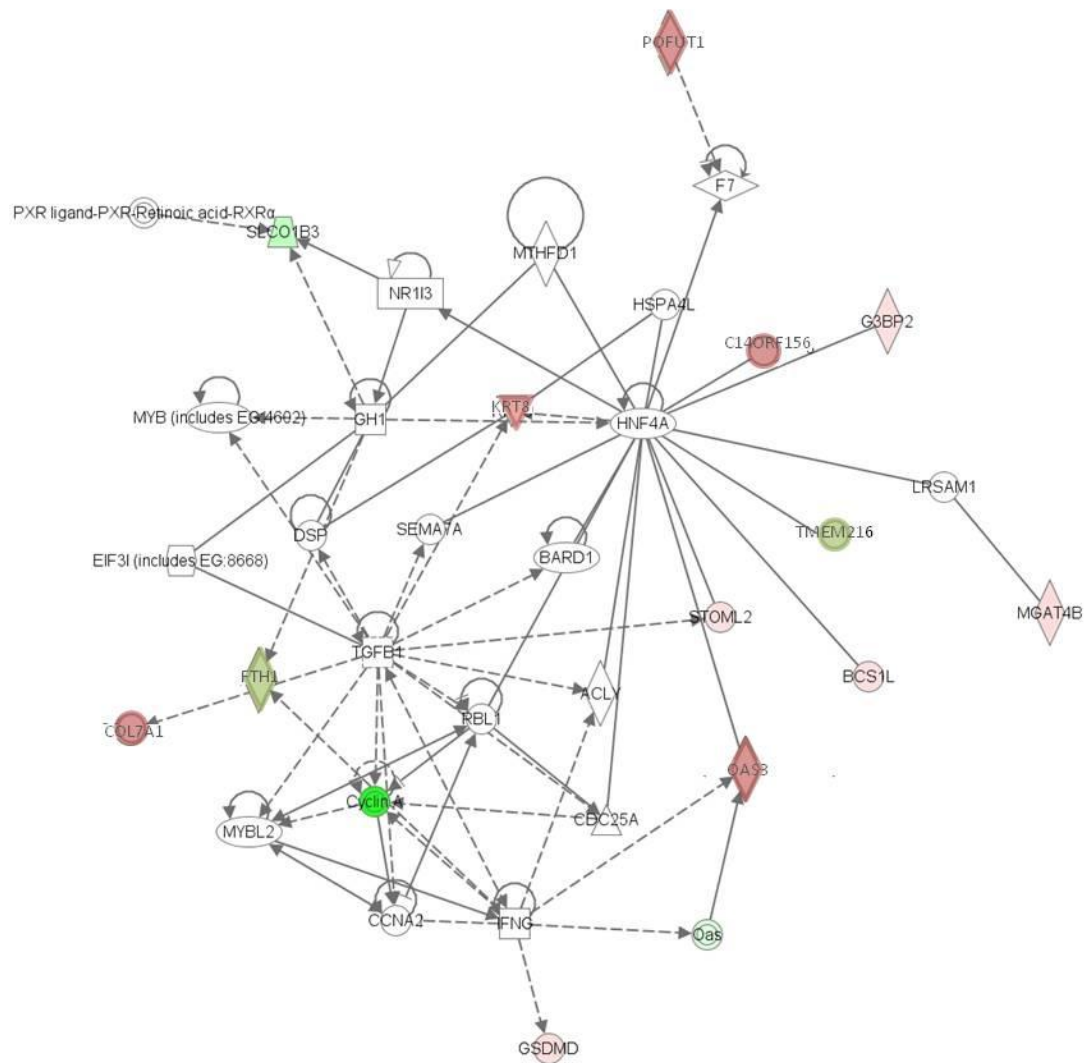 POFUT1
F7
PXR ligand-PXR-Retinoic acid-RXRα
SLCO1B3
MTHFD1
NR1I3
HSPA4L
G3BP2
C14ORF156
MYB (includes EG:4602)
GH1
KRT8
HNF4A
LRSAM1
DSP
SEMA7A
TMEM216
EIF3I (includes EG:8668)
BARD1
MGAT4B
STOML2
TGFB1
BCS1L
FTH1
ACLY
COL7A1
RBL1
OAS3
Cyclin A
CDC25A
MYBL2
CCNA2
IFNG
Oas
GSDMD